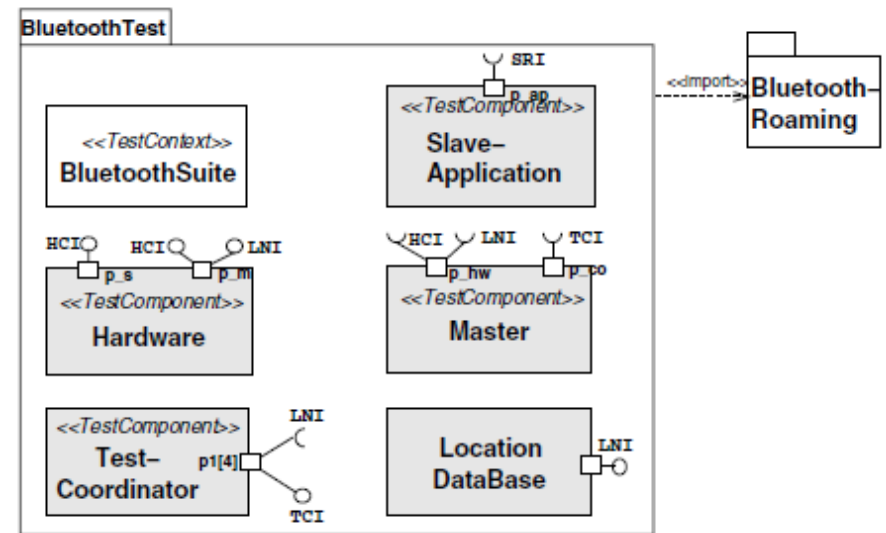 BluetoothTest
SRI
p_ap
<<TestComponent>>
Slave-
Application
<<import>>
Bluetooth-
Roaming
<<TestContext>>
BluetoothSuite
HCI
HCI
LNI
p_s
p_m
<<TestComponent>>
Hardware
HCI
LNI
TCI
p_hw
p_co
<<TestComponent>>
Master
<<TestComponent>>
Test-
Coordinator
p1[4]
LNI
TCI
Location
DataBase
LNI